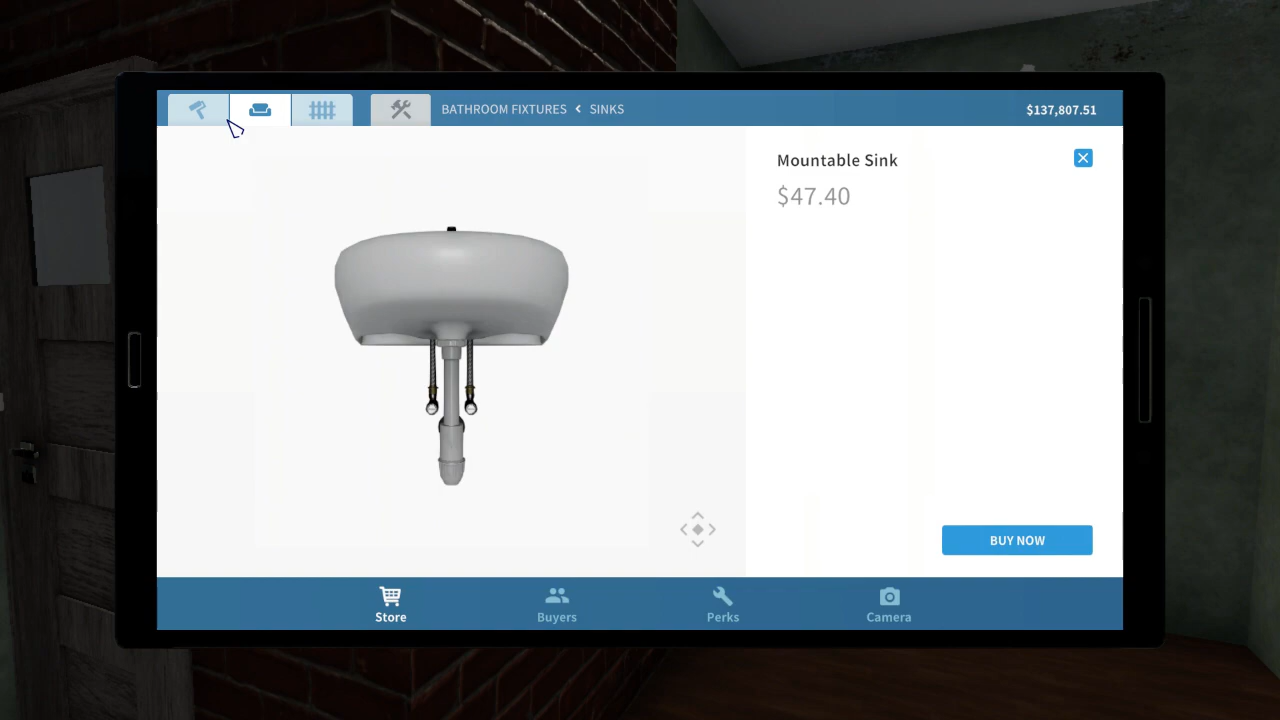 BATHROOM FIXTURES < SINKS
$137,807.51
Mountable Sink
$47.40
BUY NOW
Store
Buyers
Perks
Camera